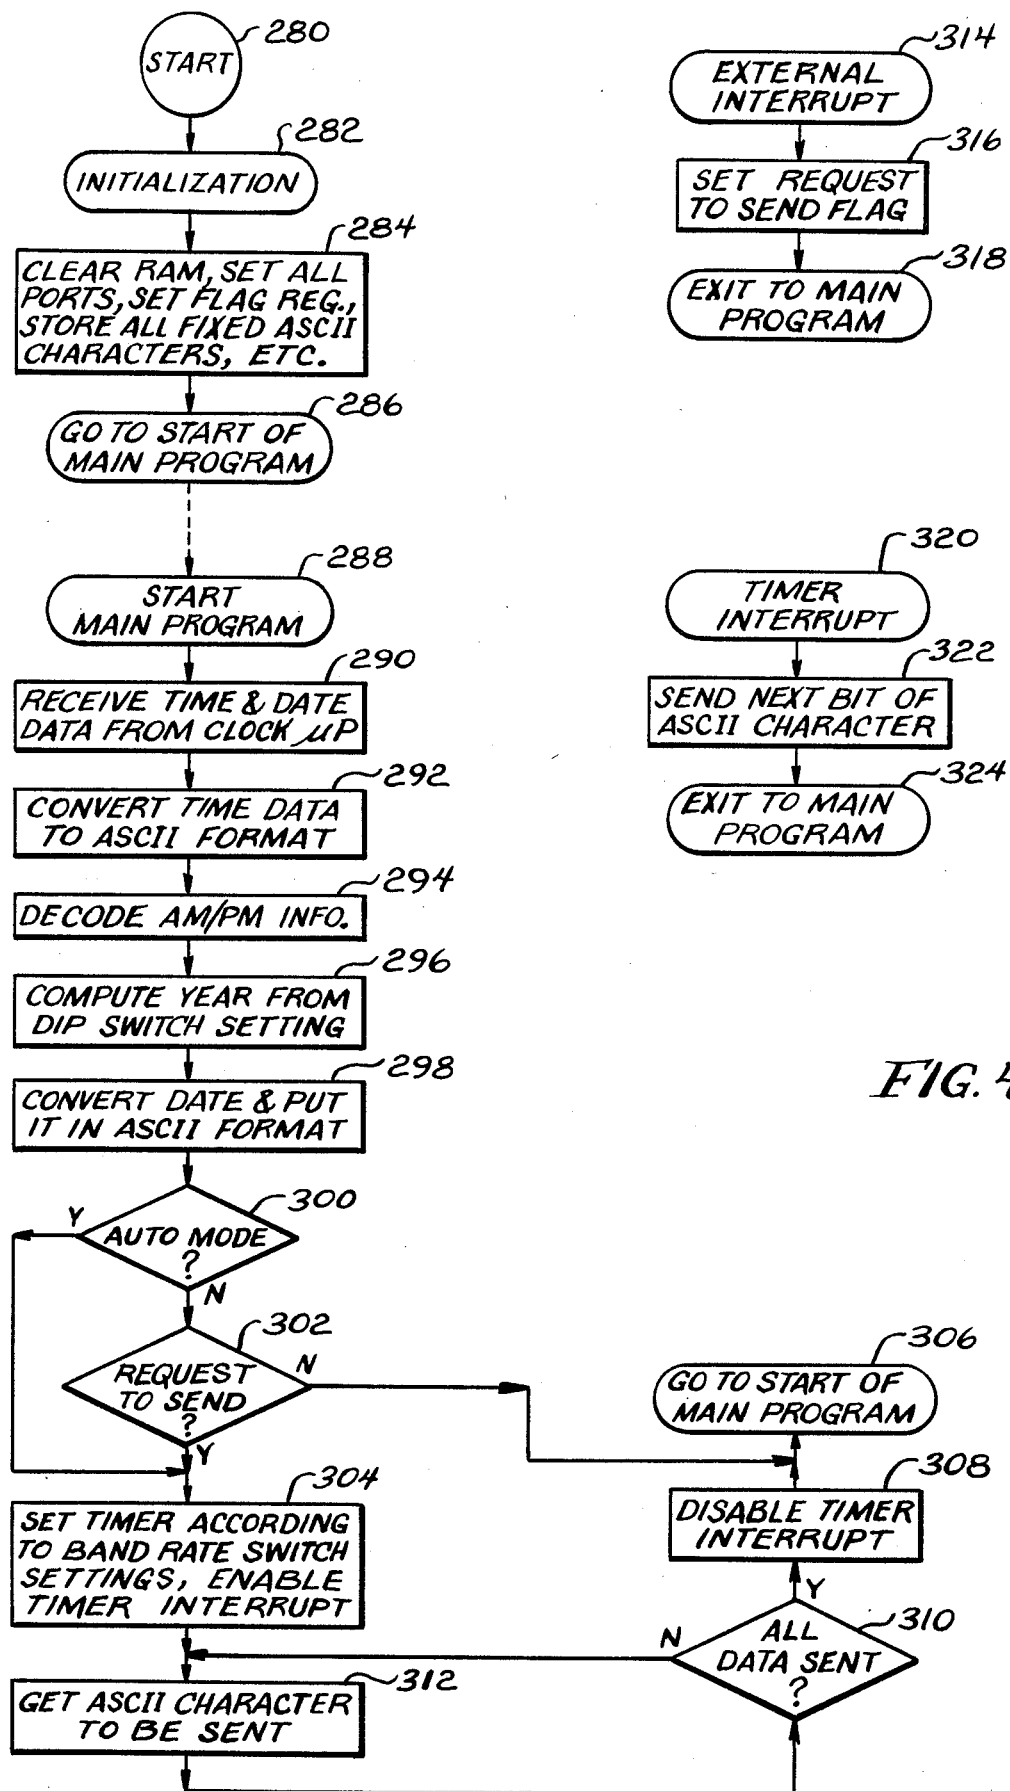 280
START
282
INITIALIZATION
284
CLEAR RAM, SET ALL
PORTS, SET FLAG REG.,
STORE ALL FIXED ASCII
CHARACTERS, ETC.
286
GO TO START OF
MAIN PROGRAM
288
START
MAIN PROGRAM
290
RECEIVE TIME & DATE
DATA FROM CLOCK µP
292
CONVERT TIME DATA
TO ASCII FORMAT
294
DECODE AM/PM INFO.
296
COMPUTE YEAR FROM
DIP SWITCH SETTING
298
CONVERT DATE & PUT
IT IN ASCII FORMAT
300
Y
AUTO MODE
?
N
302
REQUEST
TO SEND
?
N
Y
304
SET TIMER ACCORDING
TO BAND RATE SWITCH
SETTINGS, ENABLE
TIMER INTERRUPT
312
GET ASCII CHARACTER
TO BE SENT
314
EXTERNAL
INTERRUPT
316
SET REQUEST
TO SEND FLAG
318
EXIT TO MAIN
PROGRAM
320
TIMER
INTERRUPT
322
SEND NEXT BIT OF
ASCII CHARACTER
324
EXIT TO MAIN
PROGRAM
FIG. 4
306
GO TO START OF
MAIN PROGRAM
308
DISABLE TIMER
INTERRUPT
Y
310
N
ALL
DATA SENT
?